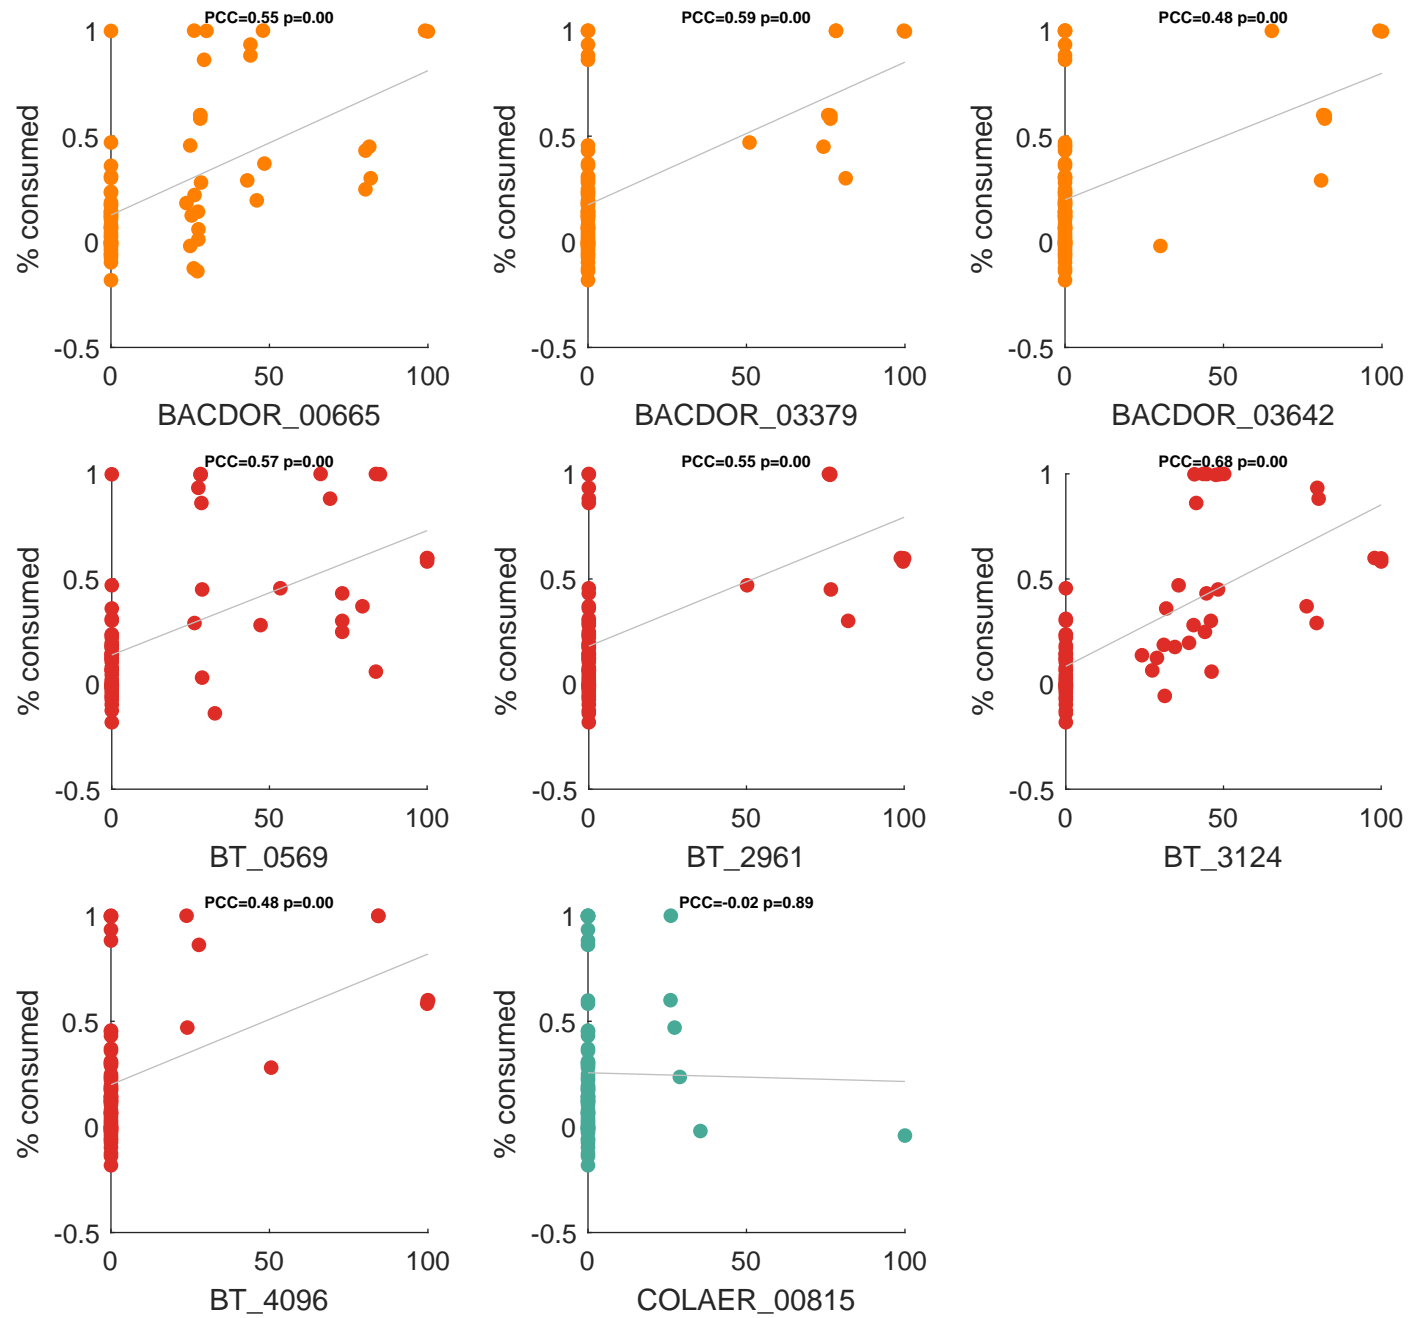 PCC=0.55 p=0.00
PCC=0.59 p=0.00
PCC=0.48 p=0.00
1
0.5
0
-0.5
% consumed
0 50 100
BACDOR_00665
1
0.5
0
-0.5
% consumed
0 50 100
BACDOR_03379
1
0.5
0
-0.5
% consumed
0 50 100
BACDOR_03642
PCC=0.57 p=0.00
PCC=0.55 p=0.00
PCC=0.68 p=0.00
1
0.5
0
-0.5
% consumed
0 50 100
BT_0569
1
0.5
0
-0.5
% consumed
0 50 100
BT_2961
1
0.5
0
-0.5
% consumed
0 50 100
BT_3124
PCC=0.48 p=0.00
PCC=-0.02 p=0.89
1
0.5
0
-0.5
% consumed
0 50 100
BT_4096
1
0.5
0
-0.5
% consumed
0 50 100
COLAER_00815